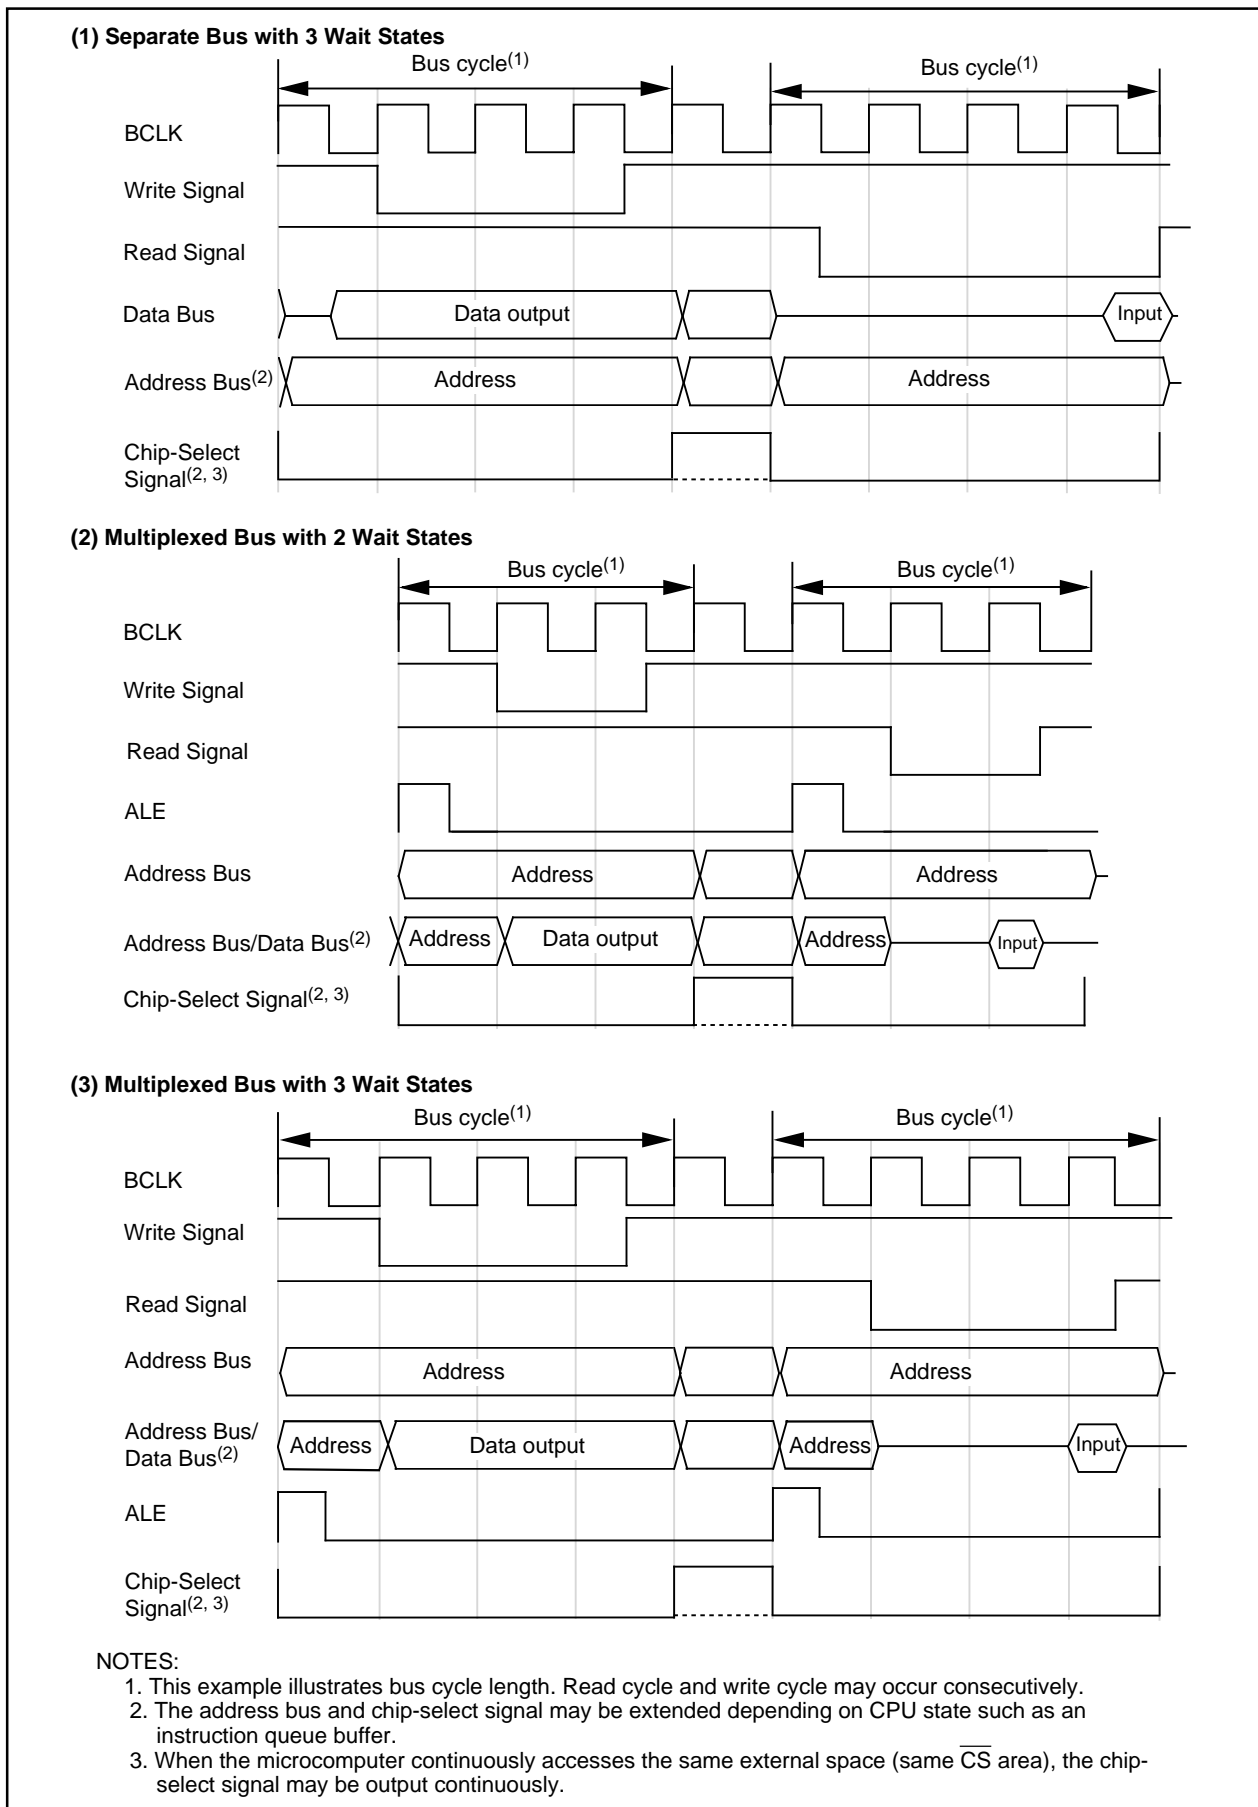 (1) Separate Bus with 3 Wait States
Bus cycle(1)
Bus cycle(1)
BCLK
Write Signal
Read Signal
Data Bus
Data output
Input
Address Bus(2)
Address
Address
Chip-Select
Signal(2, 3)
(2) Multiplexed Bus with 2 Wait States
Bus cycle(1)
Bus cycle(1)
BCLK
Write Signal
Read Signal
ALE
Address Bus
Address
Address
Address Bus/Data Bus(2)
Address
Data output
Address
Input
Chip-Select Signal(2, 3)
(3) Multiplexed Bus with 3 Wait States
Bus cycle(1)
Bus cycle(1)
BCLK
Write Signal
Read Signal
Address Bus
Address
Address
Address Bus/
Data Bus(2)
Address
Data output
Address
Input
ALE
Chip-Select
Signal(2, 3)
NOTES:
1. This example illustrates bus cycle length. Read cycle and write cycle may occur consecutively.
2. The address bus and chip-select signal may be extended depending on CPU state such as an
instruction queue buffer.
3. When the microcomputer continuously accesses the same external space (same C̅S̅ area), the chip-
select signal may be output continuously.